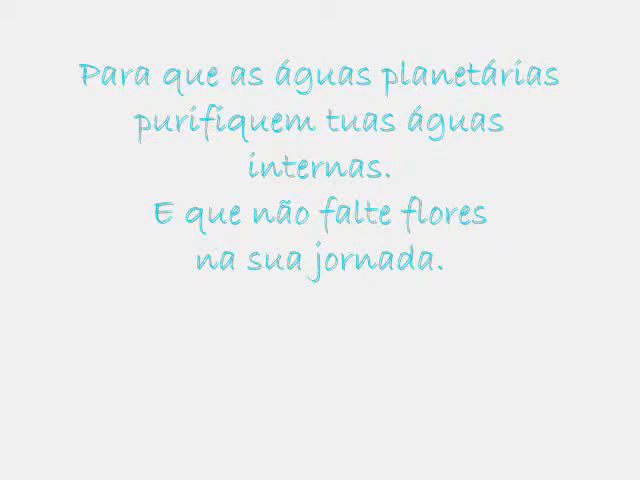 Para que as águas planetárias
purifiquem tuas águas
internas.
E que não falte flores
na sua jornada.